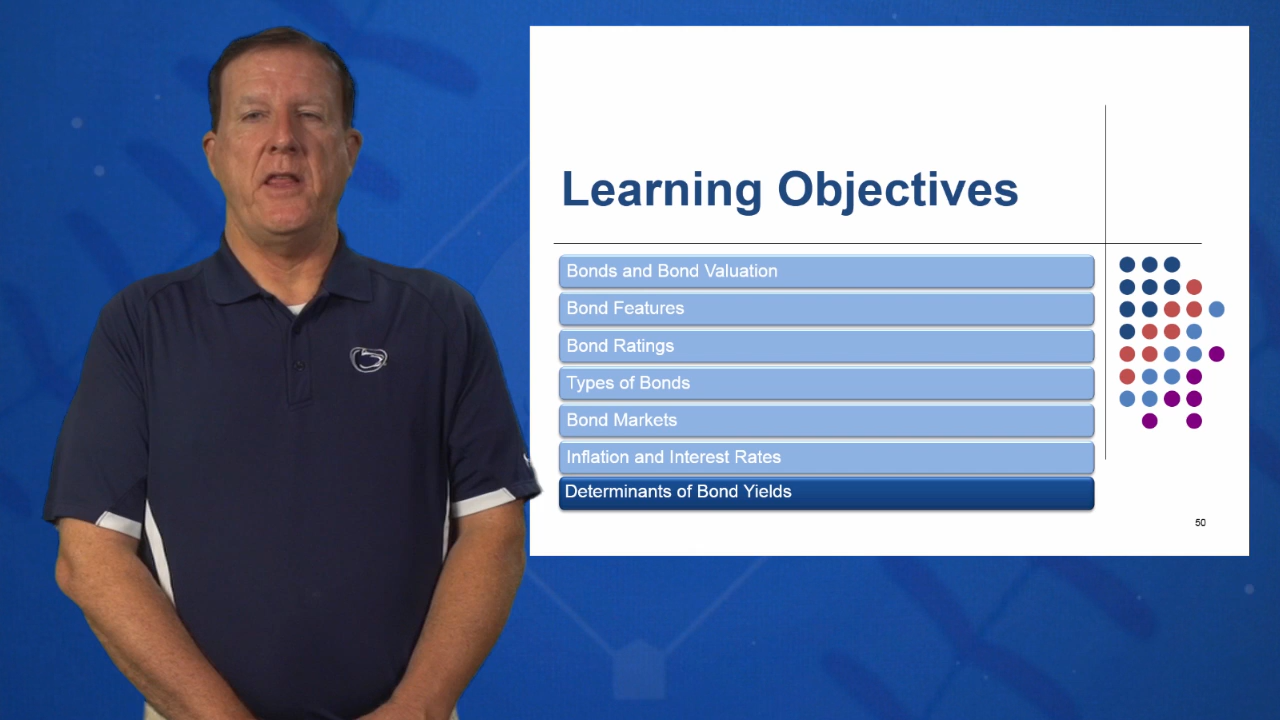 Learning Objectives
Bonds and Bond Valuation
Bond Features
Bond Ratings
Types of Bonds
Bond Markets
Inflation and Interest Rates
Determinants of Bond Yields
50